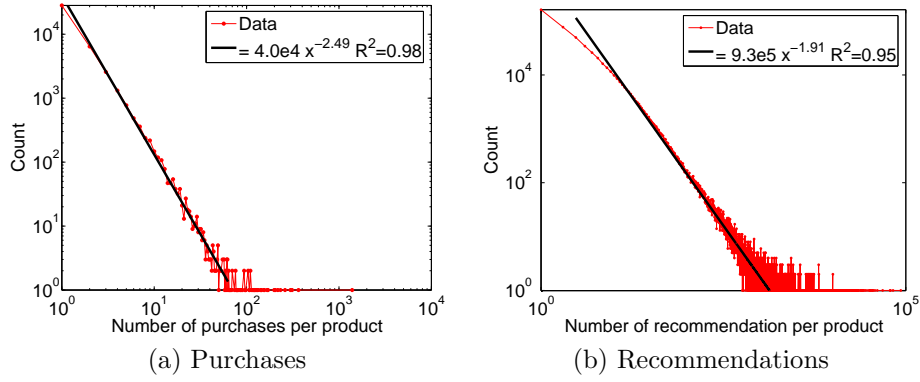 10^4
10^3
10^2
10^1
10^0
Count
Data
= 4.0e4 x^−2.49 R^2=0.98
10^0 10^1 10^2 10^3 10^4
Number of purchases per product
(a) Purchases
10^4
10^2
10^0
Count
Data
= 9.3e5 x^−1.91 R^2=0.95
10^0 10^5
Number of recommendation per product
(b) Recommendations